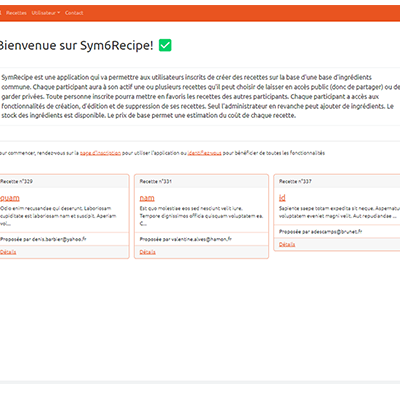 Recettes Utilisateur Contact
Bienvenue sur Sym6Recipe!
SymRecipe est une application qui va permettre aux utilisateurs inscrits de créer des recettes sur la base d'une base d'ingrédients
commune. Chaque participant aura à son actif une ou plusieurs recettes qu'il peut choisir de laisser en accès public (donc de partager) ou de
garder privées. Toute personne inscrite pourra mettre en favoris les recettes des autres participants. Chaque participant a accès aux
fonctionnalités de création, d'édition et de suppression de ses recettes. Seul l'administrateur en revanche peut ajouter de ingrédients. Le
stock des ingrédients est disponible. Le prix de base permet une estimation du coût de chaque recette.
our commencer, rendez-vous sur la page d'inscription pour utiliser l'application ou identifiez-vous pour bénéficier de toutes les fonctionnalités
Recette n°329
quam
Odio enim recusandae qui deserunt. Laboriosam
cupiditate est laboriosam nam et suscipit. Aperiam
vol...
Proposée par denis.barbier@yahoo.fr
Détails
Recette n°331
nam
Est quo molestiae eos sed nesciunt velit iure.
Tempore dignissimos officia quisquam voluptatem ea.
C...
Proposée par valentine.alves@hamon.fr
Détails
Recette n°337
id
Sapiente saepe totam expedita sit neque. Aspernatur
voluptatem eveniet magni velit. Aut repudiandae ...
Proposée par adescamps@brunet.fr
Détails